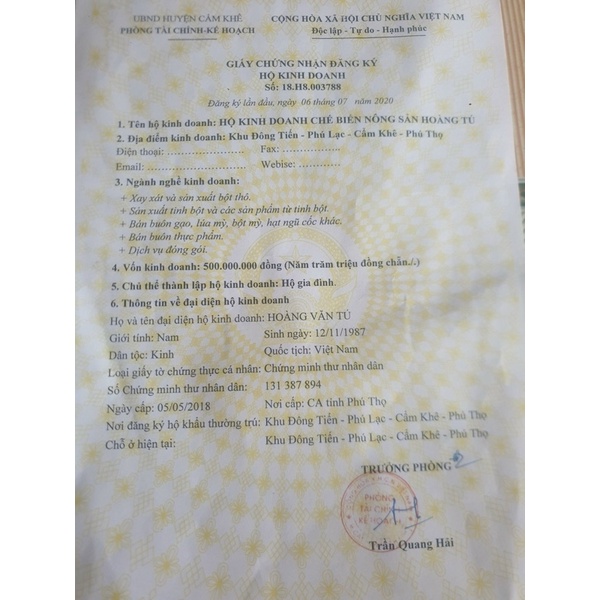 UBND HUYỆN CẨM KHÊ
PHÒNG TÀI CHÍNH-KẾ HOẠCH
CỘNG HÒA XÃ HỘI CHỦ NGHĨA VIỆT NAM
Độc lập - Tự do - Hạnh phúc
GIẤY CHỨNG NHẬN ĐĂNG KÝ
HỘ KINH DOANH
Số: 18.H8.003788
Đăng ký lần đầu, ngày 06 tháng 07 năm 2020
1. Tên hộ kinh doanh: HỘ KINH DOANH CHẾ BIẾN NÔNG SẢN HOÀNG TÚ
2. Địa điểm kinh doanh: Khu Đông Tiến - Phú Lạc - Cẩm Khê - Phú Thọ
Điện thoại: ........................ Fax: ..................
Email: ........................ Webise: ............
3. Ngành nghề kinh doanh:
+ Xay xát và sản xuất bột thô.
+ Sản xuất tinh bột và các sản phẩm từ tinh bột.
+ Bán buôn gạo, lúa mỳ, bột mỳ, hạt ngũ cốc khác.
+ Bán buôn thực phẩm.
+ Dịch vụ đóng gói.
4. Vốn kinh doanh: 500.000.000 đồng (Năm trăm triệu đồng chẵn./.)
5. Chủ thể thành lập hộ kinh doanh: Hộ gia đình.
6. Thông tin về đại diện hộ kinh doanh
Họ và tên đại diện hộ kinh doanh: HOÀNG VĂN TÚ
Giới tính: Nam Sinh ngày: 12/11/1987
Dân tộc: Kinh Quốc tịch: Việt Nam
Loại giấy tờ chứng thực cá nhân: Chứng minh thư nhân dân
Số Chứng minh thư nhân dân: 131 387 894
Ngày cấp: 05/05/2018 Nơi cấp: CA tỉnh Phú Thọ
Nơi đăng ký hộ khẩu thường trú: Khu Đông Tiến - Phú Lạc - Cẩm Khê - Phú Thọ
Chỗ ở hiện tại: Khu Đông Tiến - Phú Lạc - Cẩm Khê - Phú Thọ
TRƯỞNG PHÒNG
PHÒNG
TÀI CHÍNH
KẾ HOẠCH
Trần Quang Hải